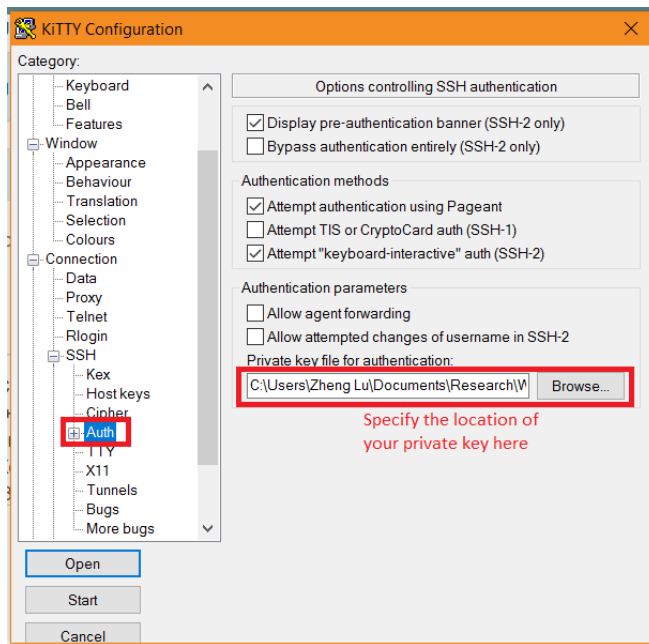 KiTTY Configuration
Category:
Keyboard
Bell
Features
Window
Appearance
Behaviour
Translation
Selection
Colours
Connection
Data
Proxy
Telnet
Rlogin
SSH
Kex
Host keys
Cipher
Auth
TTY
X11
Tunnels
Bugs
More bugs
Options controlling SSH authentication
Display pre-authentication banner (SSH-2 only)
Bypass authentication entirely (SSH-2 only)
Authentication methods
Attempt authentication using Pageant
Attempt TIS or CryptoCard auth (SSH-1)
Attempt "keyboard-interactive" auth (SSH-2)
Authentication parameters
Allow agent forwarding
Allow attempted changes of username in SSH-2
Private key file for authentication:
C:\Users\Zheng Lu\Documents\Research\W Browse...
Specify the location of
your private key here
Open
Start
Cancel